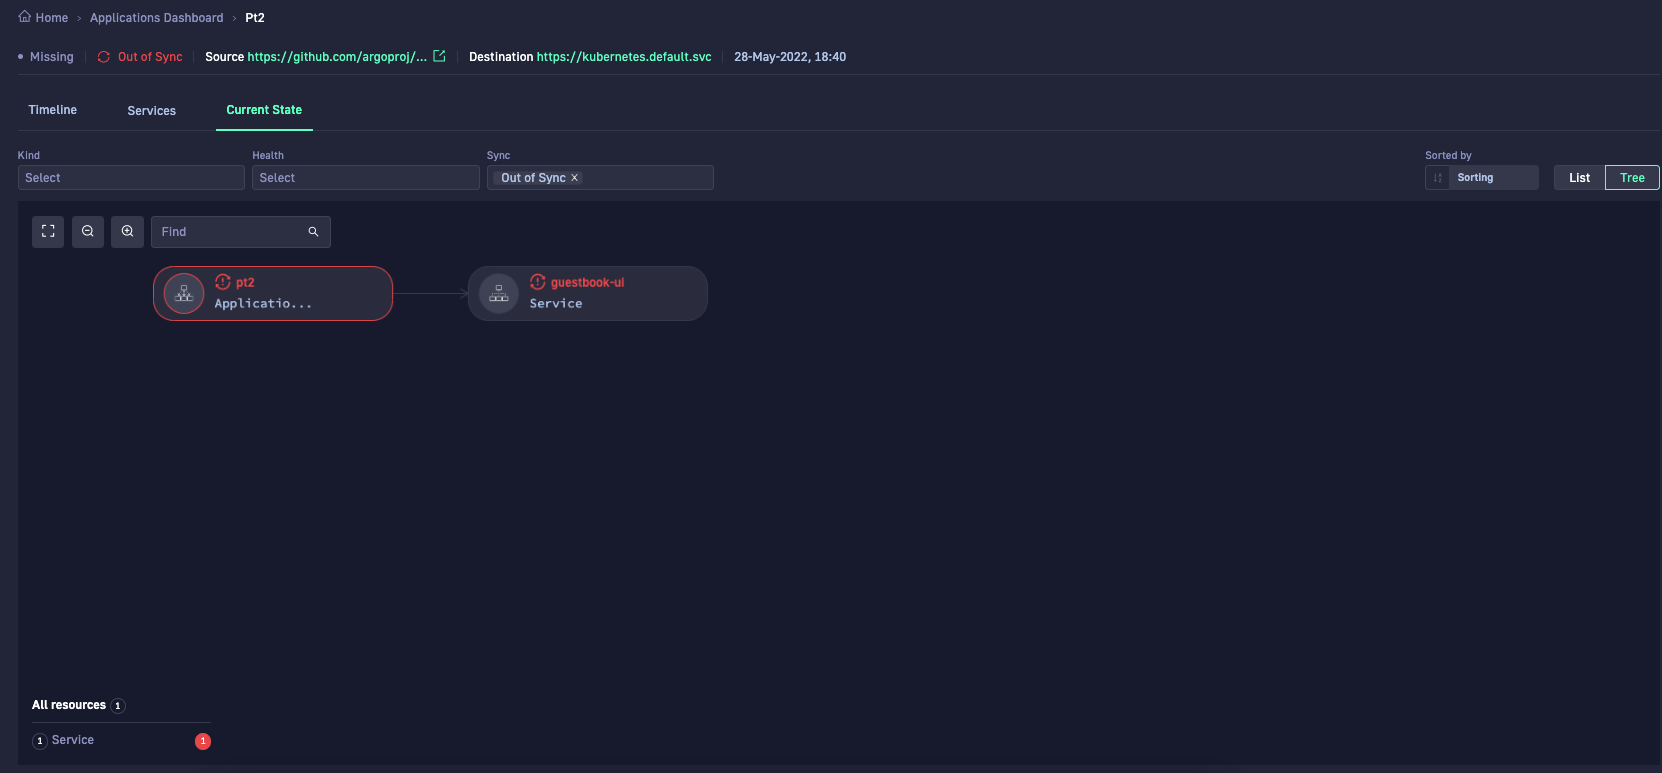 Home › Applications Dashboard › Pt2
Missing Out of Sync Source https://github.com/argoproj/... Destination https://kubernetes.default.svc 28-May-2022, 18:40
Timeline Services Current State
Kind Health Sync Sorted by
Select Select Out of Sync X Sorting List Tree
Find
pt2 guestbook-ui
Applicatio... Service
All resources 1
1 Service 1